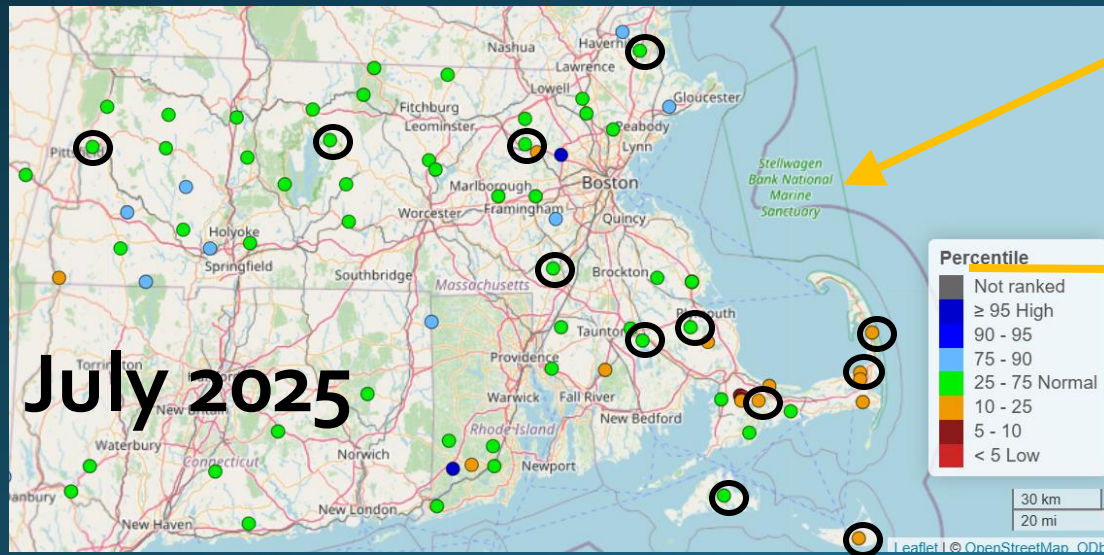 Nashua
Haverh
Lawrence
Lowell
Gloucester
Fitchburg
Leominster
Peabody
Lynn
Pittsfield
Stellwagen
Bank National
Marine
Sanctuary
Boston
Marlborough
Framingham
Worcester
Quincy
Holyoke
Springfield
Southbridge
Massachusetts
Brockton
Percentile
Not ranked
≥ 95 High
90 - 95
75 - 90
25 - 75 Normal
10 - 25
5 - 10
< 5 Low
Plymouth
Taunton
Providence
Torrington
July 2025
Warwick
Fall River
New Bedford
New Britain
Rhode Island
Waterbury
Norwich
Newport
Connecticut
anbury
New London
New Haven
30 km
20 mi
Leaflet | © OpenStreetMap, ODb